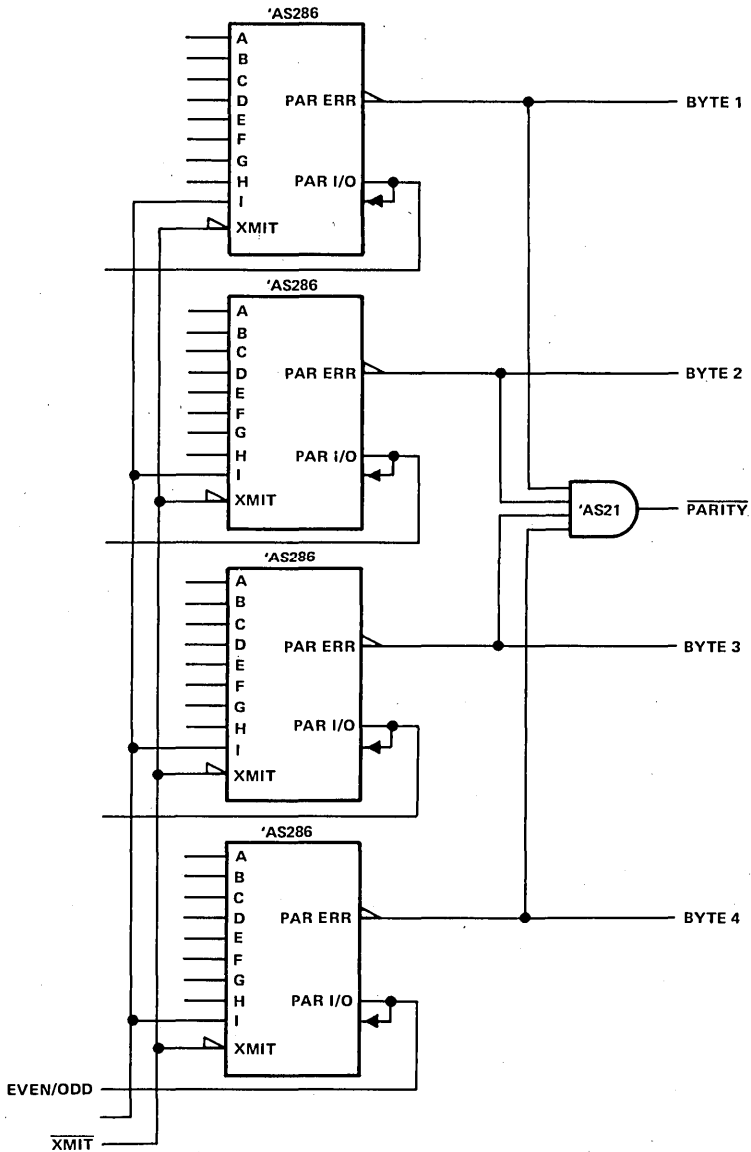 'AS286
A
B
C
D PAR ERR BYTE 1
E
F
G
H PAR I/O
I
XMIT
'AS286
A
B
C
D PAR ERR BYTE 2
E
F
G
H PAR I/O
I
XMIT
'AS21 PARITY
'AS286
A
B
C
D PAR ERR BYTE 3
E
F
G
H PAR I/O
I
XMIT
'AS286
A
B
C
D PAR ERR BYTE 4
E
F
G
H PAR I/O
I
XMIT
EVEN/ODD
XMIT